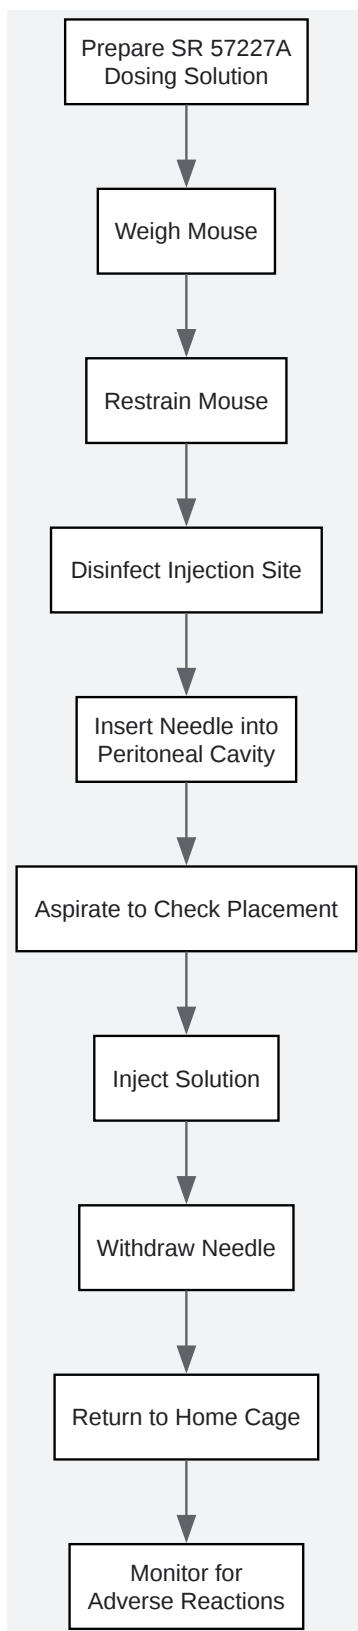 Prepare SR 57227A
Dosing Solution
Weigh Mouse
Restrain Mouse
Disinfect Injection Site
Insert Needle into
Peritoneal Cavity
Aspirate to Check Placement
Inject Solution
Withdraw Needle
Return to Home Cage
Monitor for
Adverse Reactions